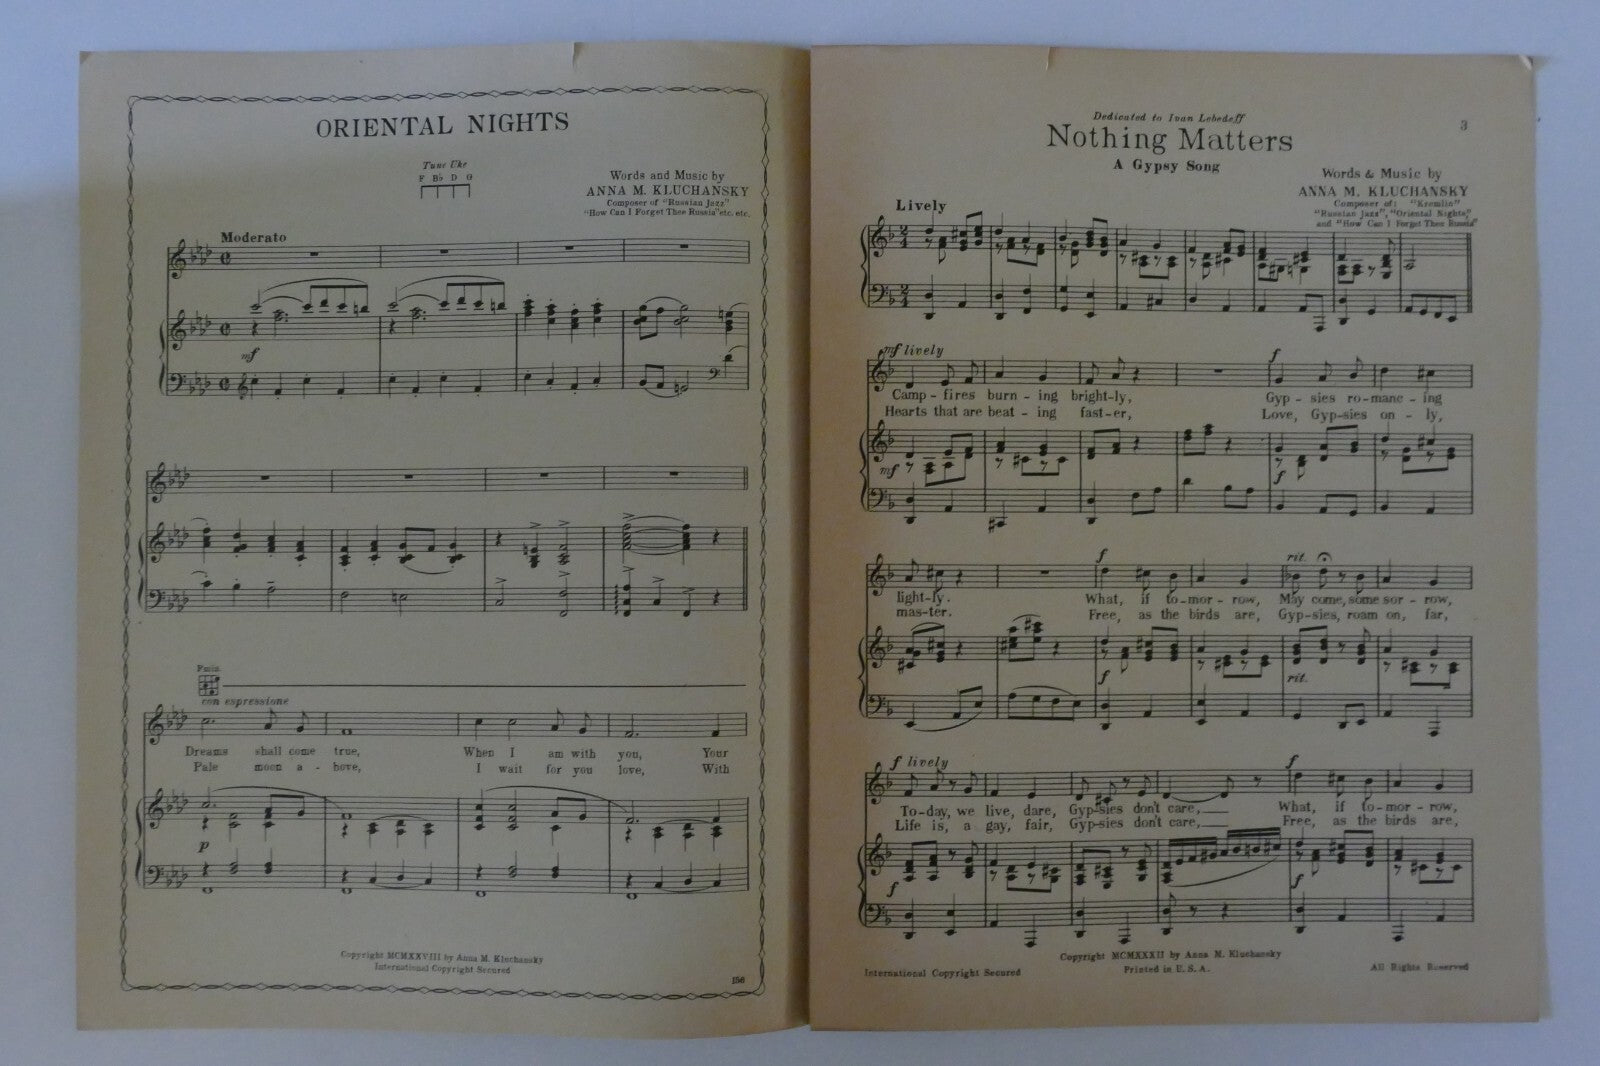 ORIENTAL NIGHTS
Tune Uke
F B♭ D G
Words and Music by
ANNA M. KLUCHANSKY
Composer of "Russian Jazz"
"How Can I Forget Thee Russia" etc. etc.
Moderato
mf
Fmin.
con espressione
Dreams shall come true, When I am with you, Your
Pale moon a - bove, I wait for you love, With
p
Copyright MCMXXVIII by Anna M. Kluchansky
International Copyright Secured
156
Dedicated to Ivan Lebedeff
3
Nothing Matters
A Gypsy Song
Words & Music by
ANNA M. KLUCHANSKY
Composer of: "Kremlin"
"Russian Jazz", "Oriental Nights,"
and "How Can I Forget Thee Russia"
Lively
mf lively f
Camp - fires burn - ing bright-ly, Gyp - sies ro - manc - ing
Hearts that are beat - ing fast-er, Love, Gyp-sies on - ly,
mf f
f rit.
light-ly. What, if to-mor - row, May come, some sor - row,
mas-ter. Free, as the birds are, Gyp-sies, roam on, far,
f rit.
f lively f
To-day, we live, dare, Gyp-sies don't care, What, if to-mor - row,
Life is, a gay, fair, Gyp-sies don't care, Free, as the birds are,
f f
Copyright MCMXXXII by Anna M. Kluchansky
International Copyright Secured Printed in U. S. A. All Rights Reserved